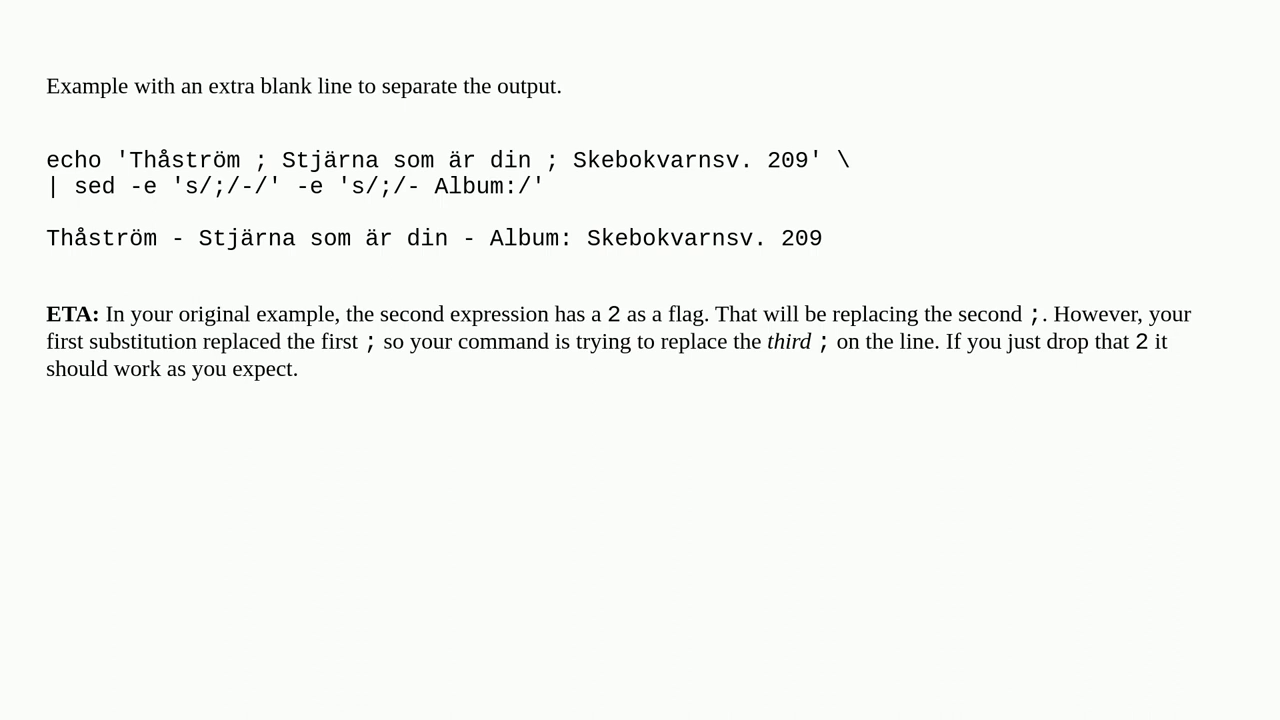 Example with an extra blank line to separate the output.
echo 'Thåström ; Stjärna som är din ; Skebokvarnsv. 209' \
| sed -e 's/;/-/' -e 's/;/- Album:/'
Thåström - Stjärna som är din - Album: Skebokvarnsv. 209
ETA: In your original example, the second expression has a 2 as a flag. That will be replacing the second ;. However, your
first substitution replaced the first ; so your command is trying to replace the third ; on the line. If you just drop that 2 it
should work as you expect.